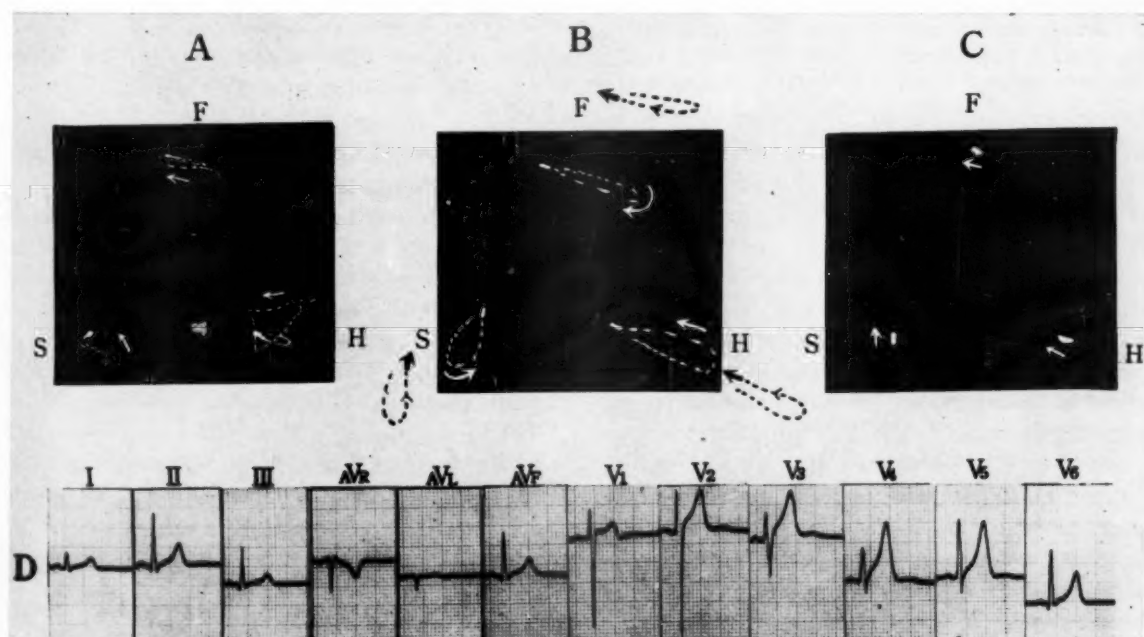 A B C
F F F
S H S H S H
I II III AVR AVL AVF V1 V2 V3 V4 V5 V6
D